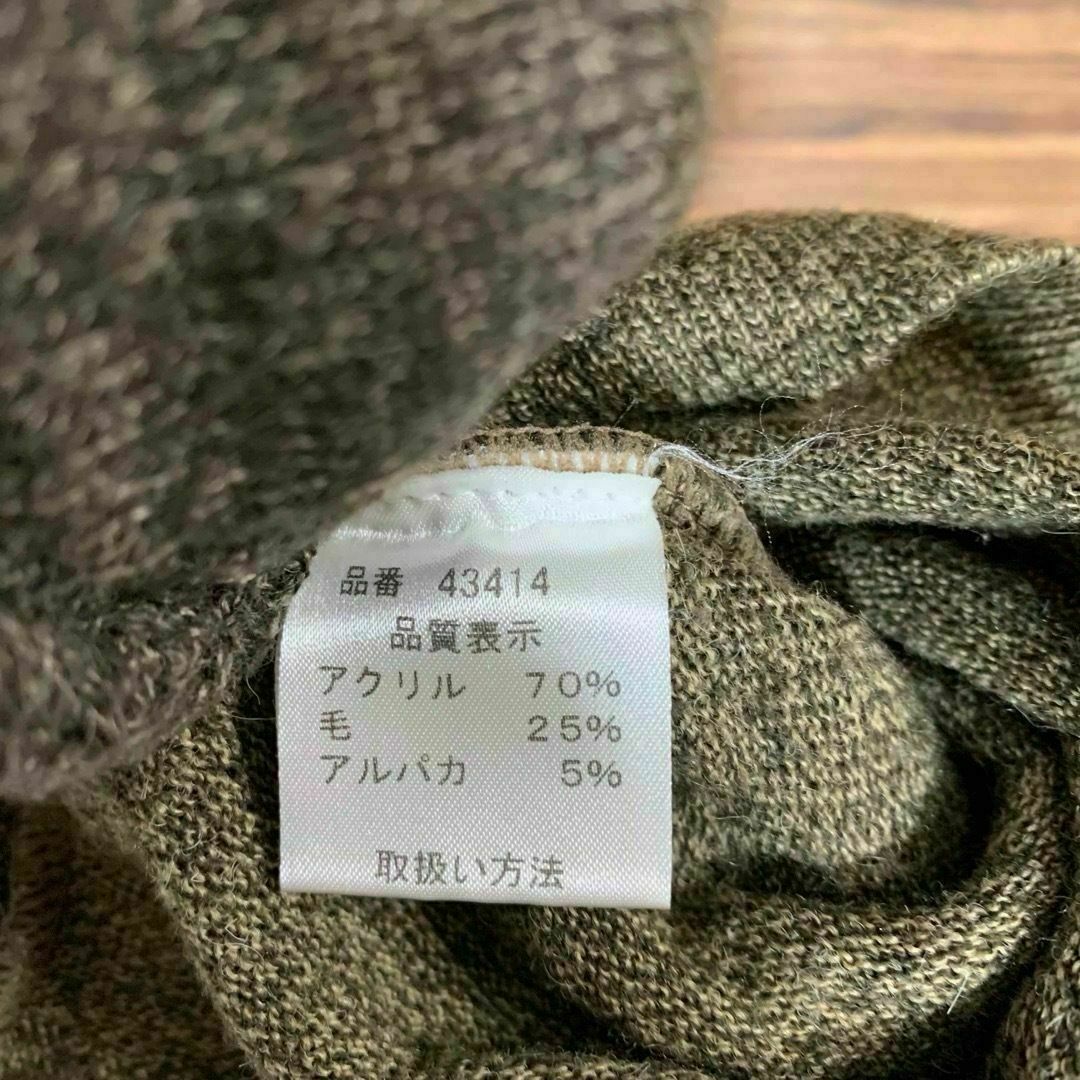 品番 43414
品質表示
アクリル 70%
毛 25%
アルパカ 5%
取扱い方法